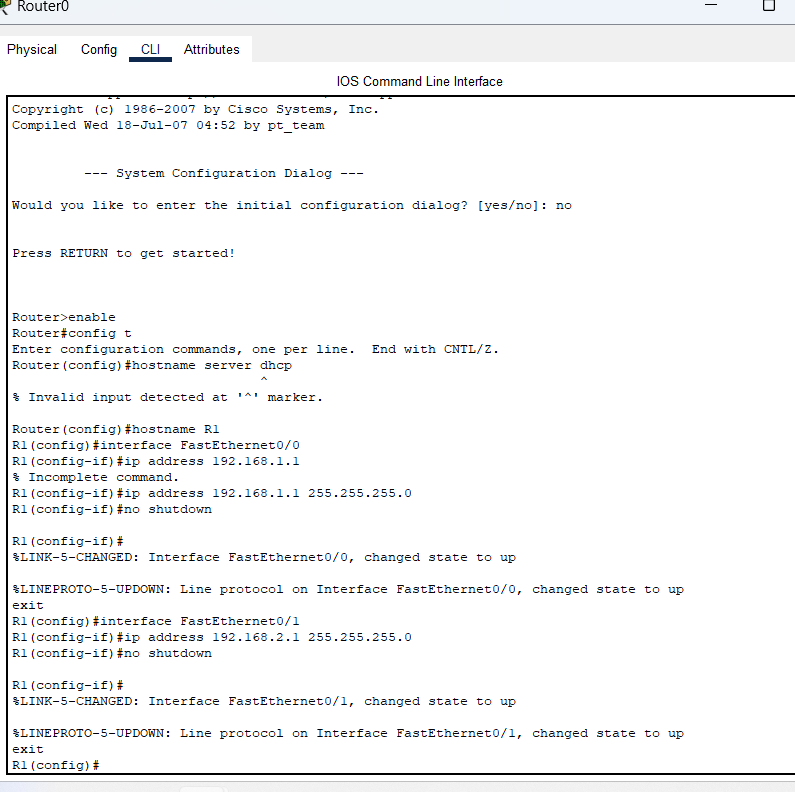 Router0
Physical Config CLI Attributes
IOS Command Line Interface
Copyright (c) 1986-2007 by Cisco Systems, Inc.
Compiled Wed 18-Jul-07 04:52 by pt_team
--- System Configuration Dialog ---
Would you like to enter the initial configuration dialog? [yes/no]: no
Press RETURN to get started!
Router>enable
Router#config t
Enter configuration commands, one per line.  End with CNTL/Z.
Router(config)#hostname server dhcp
^
% Invalid input detected at '^' marker.
Router(config)#hostname R1
R1(config)#interface FastEthernet0/0
R1(config-if)#ip address 192.168.1.1
% Incomplete command.
R1(config-if)#ip address 192.168.1.1 255.255.255.0
R1(config-if)#no shutdown
R1(config-if)#
%LINK-5-CHANGED: Interface FastEthernet0/0, changed state to up
%LINEPROTO-5-UPDOWN: Line protocol on Interface FastEthernet0/0, changed state to up
exit
R1(config)#interface FastEthernet0/1
R1(config-if)#ip address 192.168.2.1 255.255.255.0
R1(config-if)#no shutdown
R1(config-if)#
%LINK-5-CHANGED: Interface FastEthernet0/1, changed state to up
%LINEPROTO-5-UPDOWN: Line protocol on Interface FastEthernet0/1, changed state to up
exit
R1(config)#